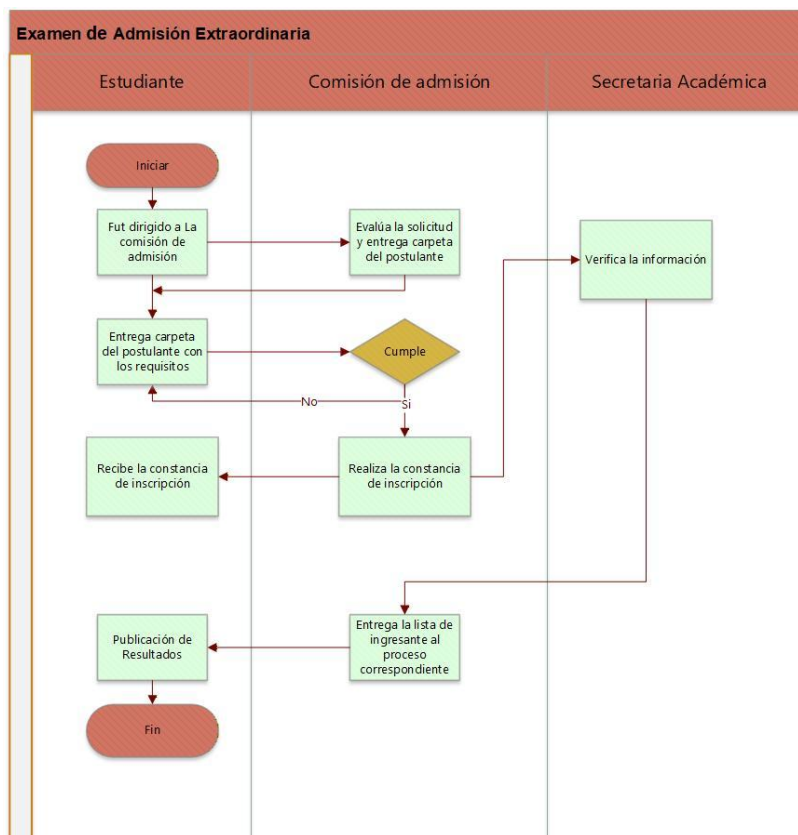 Examen de Admisión Extraordinaria
Estudiante
Comisión de admisión
Secretaria Académica
Iniciar
Fut dirigido a La
comisión de
admisión
Evalúa la solicitud
y entrega carpeta
del postulante
Verifica la información
Entrega carpeta
del postulante con
los requisitos
Cumple
No
Si
Recibe la constancia
de inscripción
Realiza la constancia
de inscripción
Publicación de
Resultados
Entrega la lista de
ingresante al
proceso
correspondiente
Fin